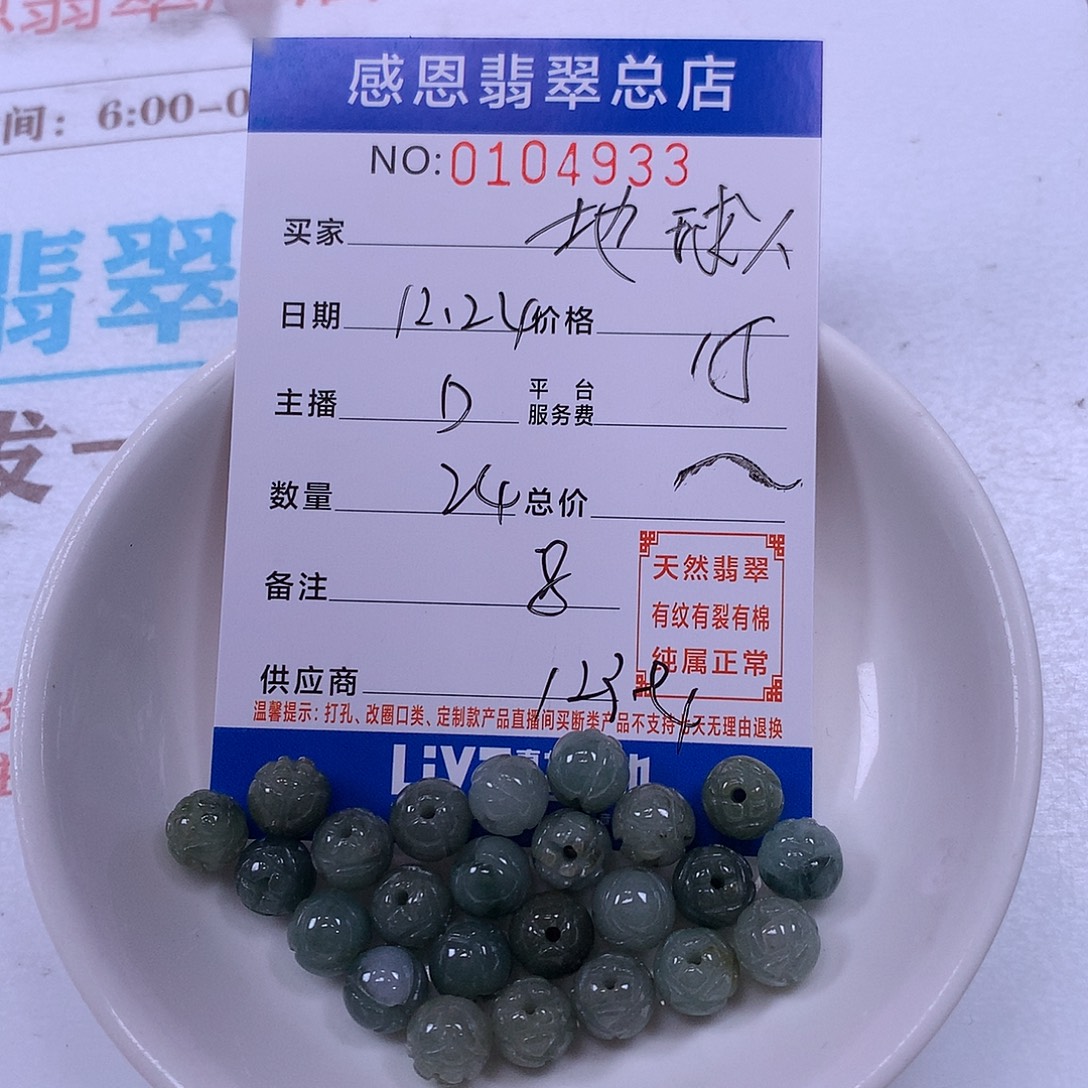 间：6:00-0
翡翠
发一
感恩翡翠总店
NO:0104933
买家 地球人
日期 12.24 价格
主播 D 平台服务费
数量 24 总价
备注 8
天然翡翠
有纹有裂有棉
纯属正常
供应商
温馨提示：打孔、改圈口类、定制款产品直播间买断类产品不支持 天无理由退换